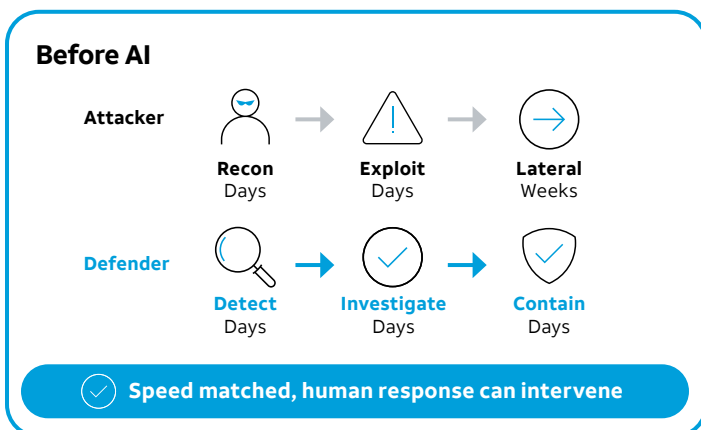 Before AI
Attacker
Recon
Days
Exploit
Days
Lateral
Weeks
Defender
Detect
Days
Investigate
Days
Contain
Days
Speed matched, human response can intervene